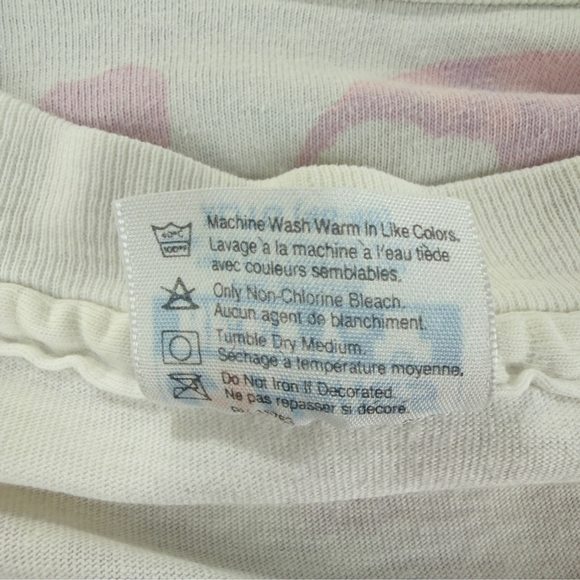 40°C
100°F
Machine Wash Warm In Like Colors.
Lavage a la machine à l'eau tiède
avec couleurs semblables.
Only Non-Chlorine Bleach.
Aucun agent de blanchiment.
Tumble Dry Medium.
Séchage a température moyenne.
Do Not Iron If Decorated.
Ne pas repasser si décoré.